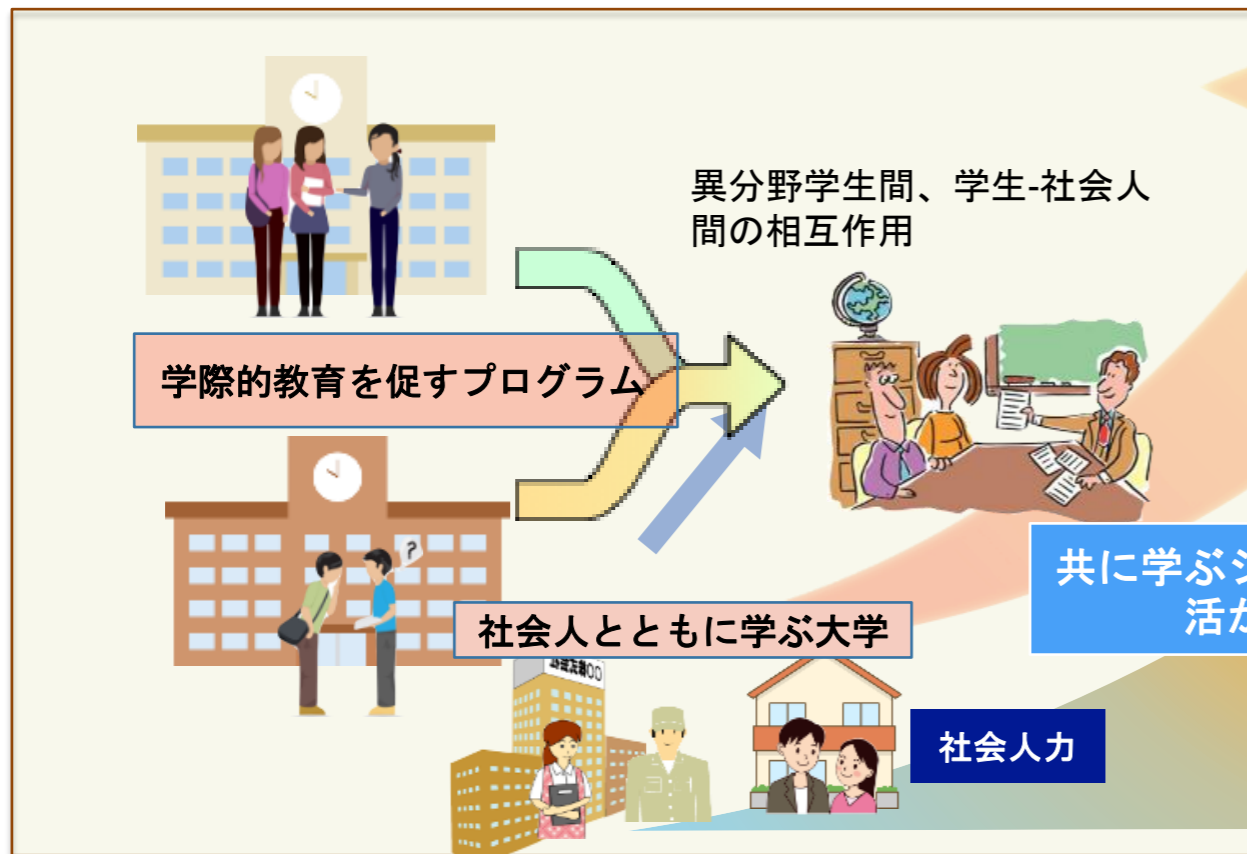 異分野学生間、学生-社会人
間の相互作用
学際的教育を促すプログラム
?
共に学ぶシ
活か
社会人とともに学ぶ大学
社会人力